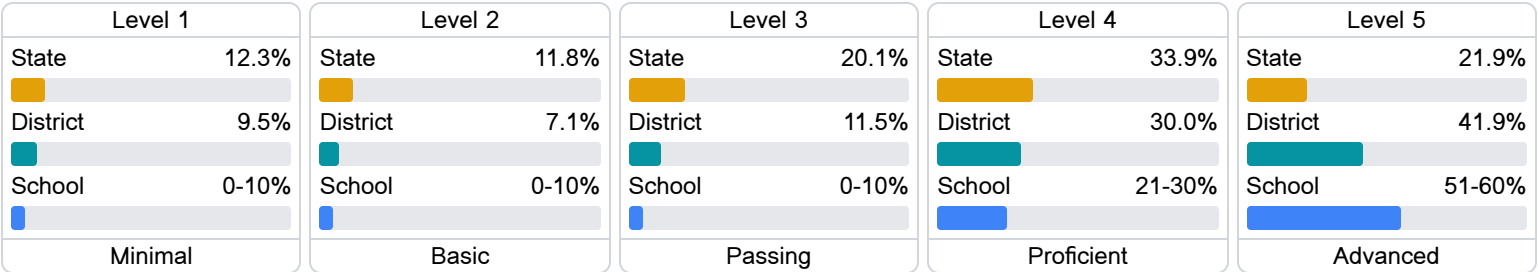 Level 1
State 12.3%
District 9.5%
School 0-10%
Minimal
Level 2
State 11.8%
District 7.1%
School 0-10%
Basic
Level 3
State 20.1%
District 11.5%
School 0-10%
Passing
Level 4
State 33.9%
District 30.0%
School 21-30%
Proficient
Level 5
State 21.9%
District 41.9%
School 51-60%
Advanced